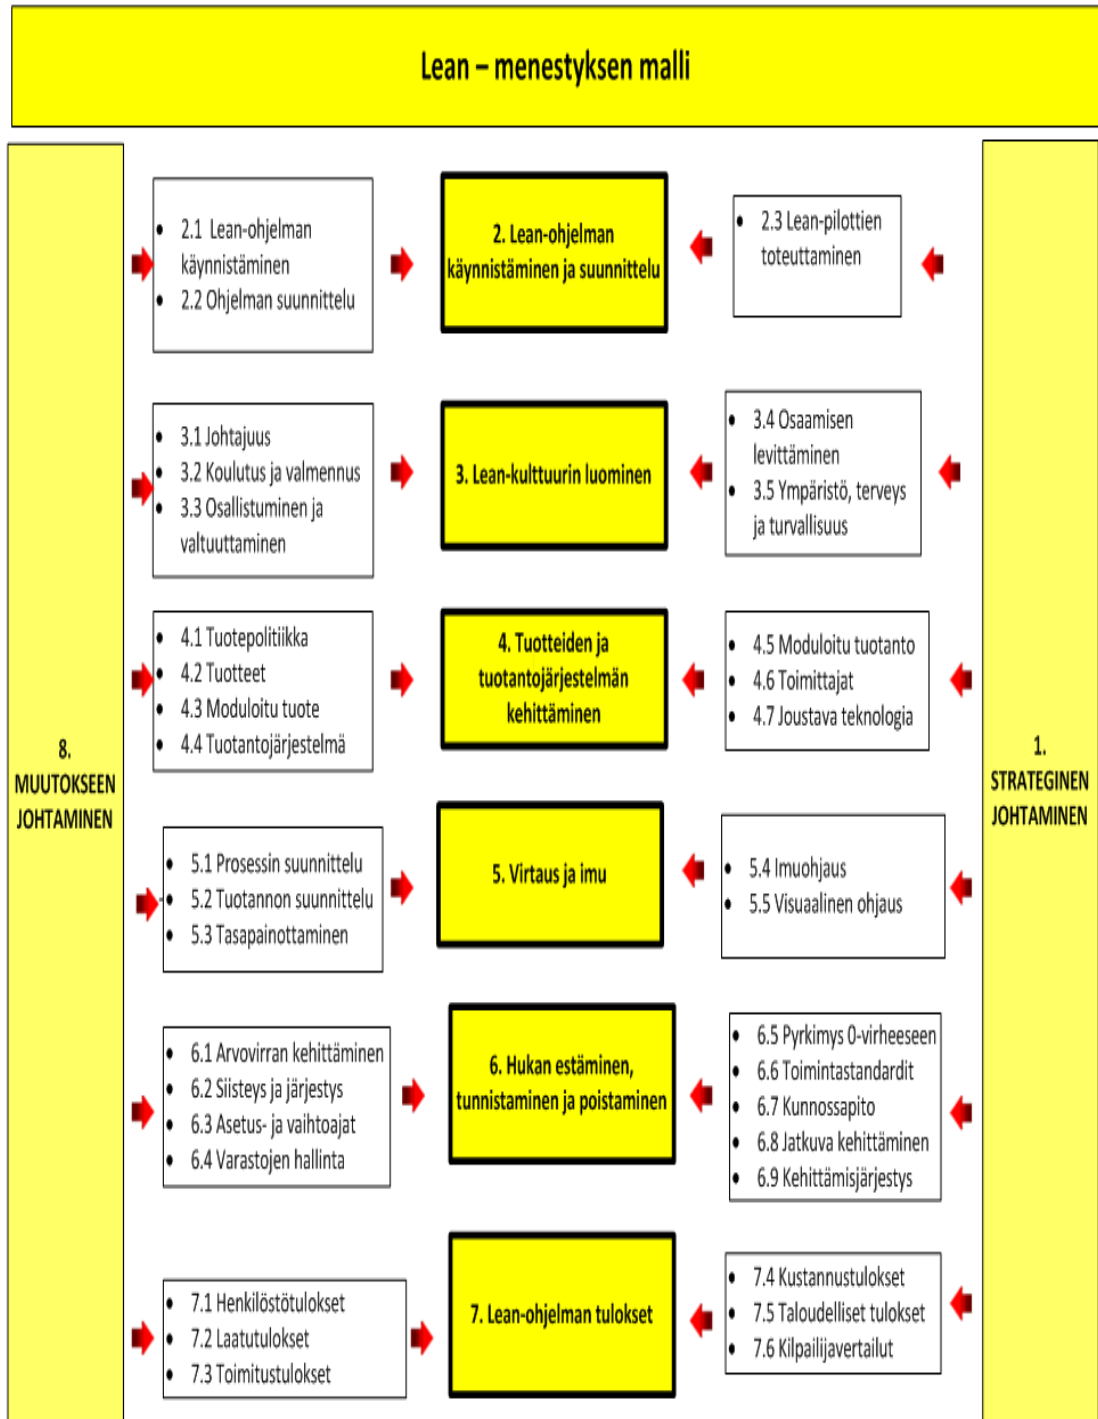 Lean – menestyksen malli
8.
MUUTOKSEEN
JOHTAMINEN
1.
STRATEGINEN
JOHTAMINEN
• 2.1 Lean-ohjelman
käynnistäminen
• 2.2 Ohjelman suunnittelu
2. Lean-ohjelman
käynnistäminen ja suunnittelu
• 2.3 Lean-pilottien
toteuttaminen
• 3.1 Johtajuus
• 3.2 Koulutus ja valmennus
• 3.3 Osallistuminen ja
valtuuttaminen
3. Lean-kulttuurin luominen
• 3.4 Osaamisen
levittäminen
• 3.5 Ympäristö, terveys
ja turvallisuus
• 4.1 Tuotepolitiikka
• 4.2 Tuotteet
• 4.3 Moduloitu tuote
• 4.4 Tuotantojärjestelmä
4. Tuotteiden ja
tuotantojärjestelmän
kehittäminen
• 4.5 Moduloitu tuotanto
• 4.6 Toimittajat
• 4.7 Joustava teknologia
• 5.1 Prosessin suunnittelu
• 5.2 Tuotannon suunnittelu
• 5.3 Tasapainottaminen
5. Virtaus ja imu
• 5.4 Imuohjaus
• 5.5 Visuaalinen ohjaus
• 6.1 Arvovirran kehittäminen
• 6.2 Siisteys ja järjestys
• 6.3 Asetus- ja vaihtoajat
• 6.4 Varastojen hallinta
6. Hukan estäminen,
tunnistaminen ja poistaminen
• 6.5 Pyrkimys 0-virheeseen
• 6.6 Toimintastandardit
• 6.7 Kunnossapito
• 6.8 Jatkuva kehittäminen
• 6.9 Kehittämisjärjestys
• 7.1 Henkilöstötulokset
• 7.2 Laatutulokset
• 7.3 Toimitustulokset
7. Lean-ohjelman tulokset
• 7.4 Kustannustulokset
• 7.5 Taloudelliset tulokset
• 7.6 Kilpailijavertailut